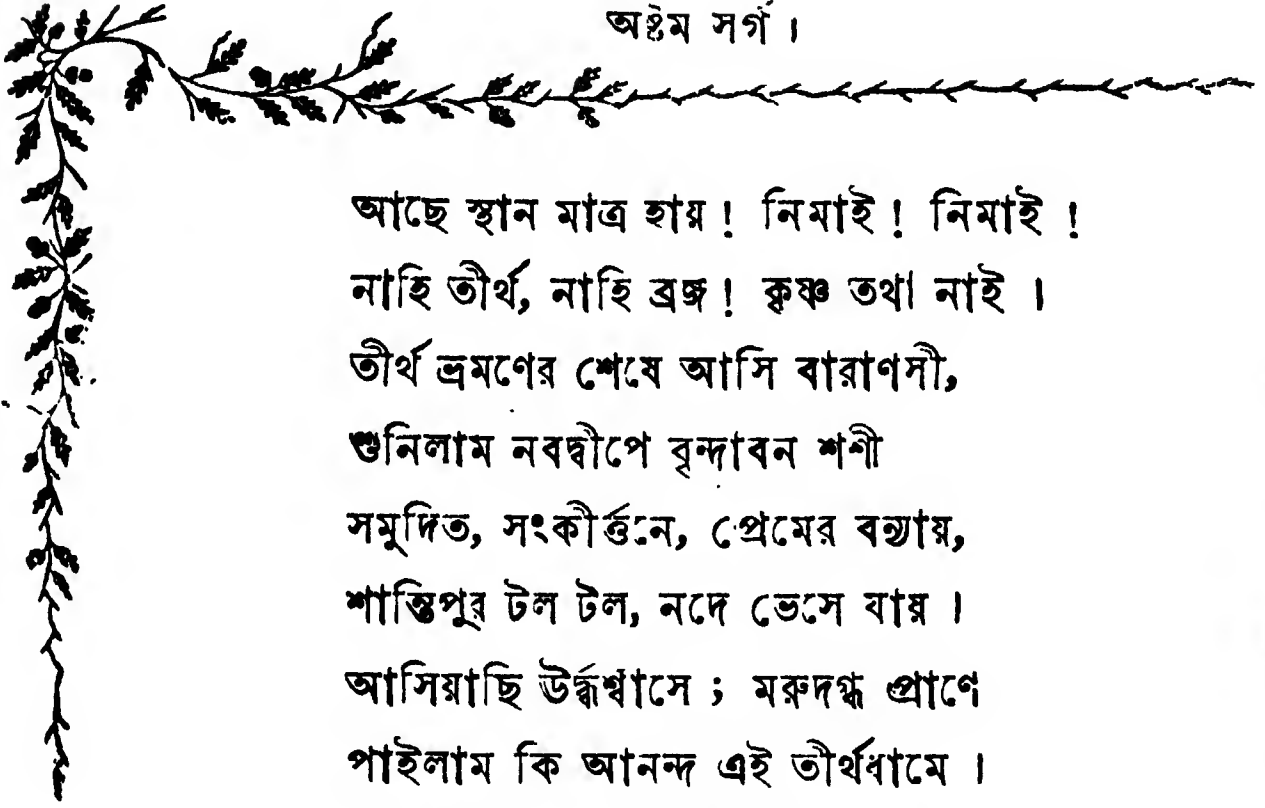 অষ্টম সর্গ।
আছে স্থান মাত্র হায়! নিমাই! নিমাই!
নাহি তীর্থ, নাহি ব্রজ! কৃষ্ণ তথা নাই।
তীর্থ ভ্রমণের শেষে আসি বারাণসী,
শুনিলাম নবদ্বীপে বৃন্দাবন শশী
সমুদিত, সংকীর্ত্তনে, প্রেমের বন্যায়,
শান্তিপুর টল টল, নদে ভেসে যায়।
আসিয়াছি ঊর্দ্ধশ্বাসে; মরুদগ্ধ প্রাণে
পাইলাম কি আনন্দ এই তীর্থধামে।